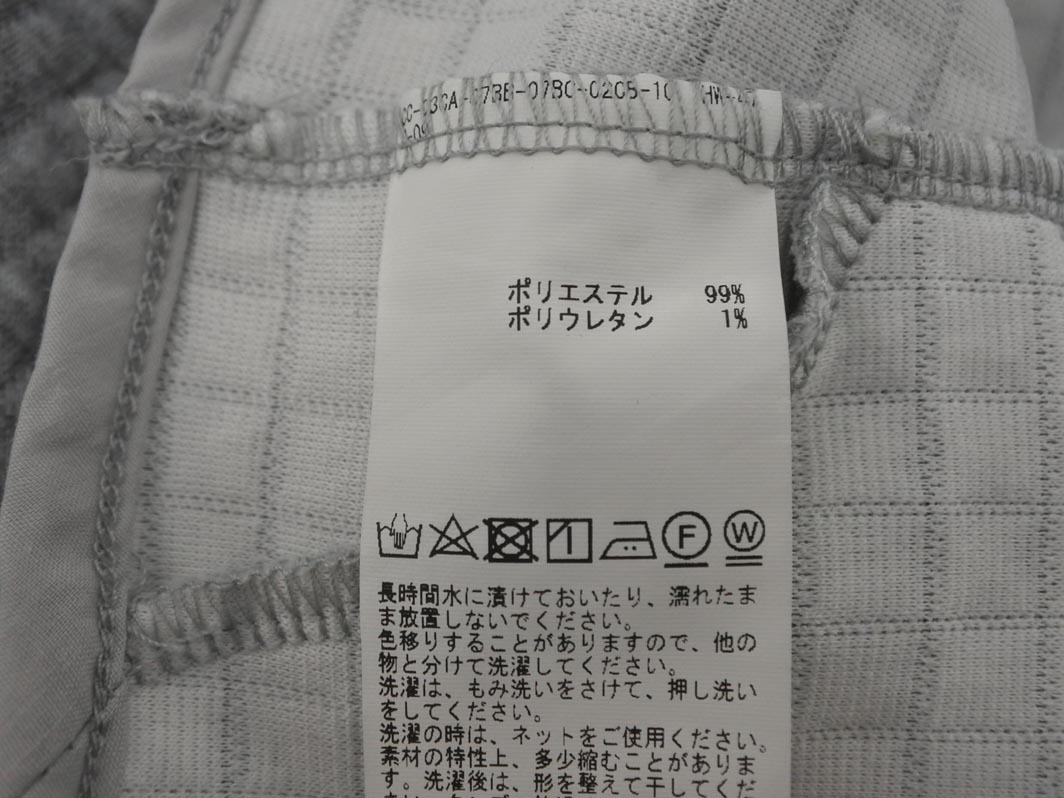 ポリエステル 99%
ポリウレタン 1%
F W
長時間水に漬けておいたり、濡れたま
ま放置しないでください。
色移りすることがありますので、他の
物と分けて洗濯してください。
洗濯は、もみ洗いをさけて、押し洗い
をしてください。
洗濯の時は、ネットをご使用ください。
素材の特性上、多少縮むことがありま
す。洗濯後は、形を整えて干してくだ